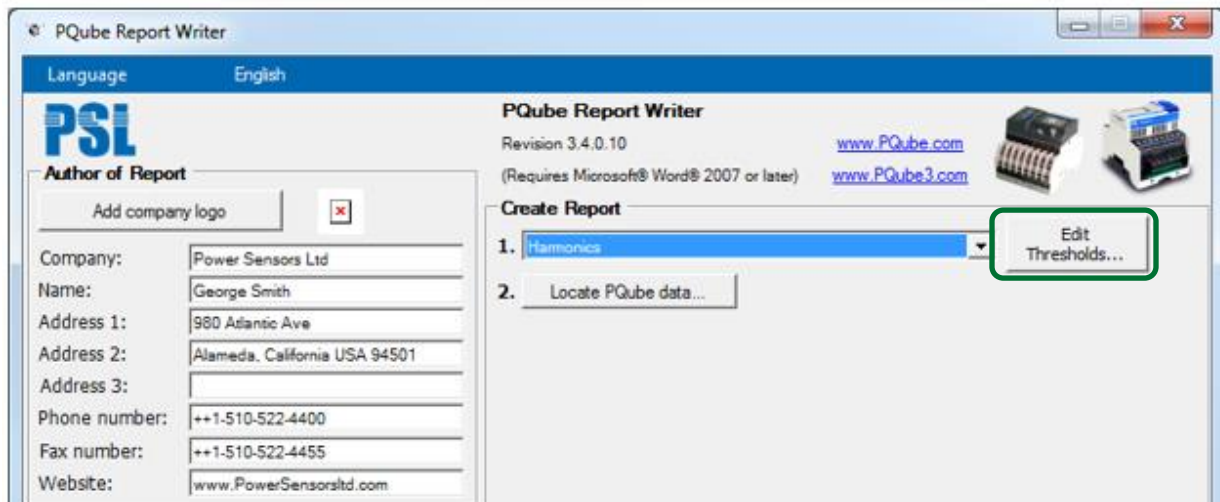 PQube Report Writer
Language English
PSL
PQube Report Writer
Revision 3.4.0.10 www.PQube.com
(Requires Microsoft® Word® 2007 or later) www.PQube3.com
Author of Report
Add company logo
Company: Power Sensors Ltd
Name: George Smith
Address 1: 980 Atlantic Ave
Address 2: Alameda, California USA 94501
Address 3:
Phone number: ++1-510-522-4400
Fax number: ++1-510-522-4455
Website: www.PowerSensorsltd.com
Create Report
1. Harmonics
Edit
Thresholds...
2. Locate PQube data...